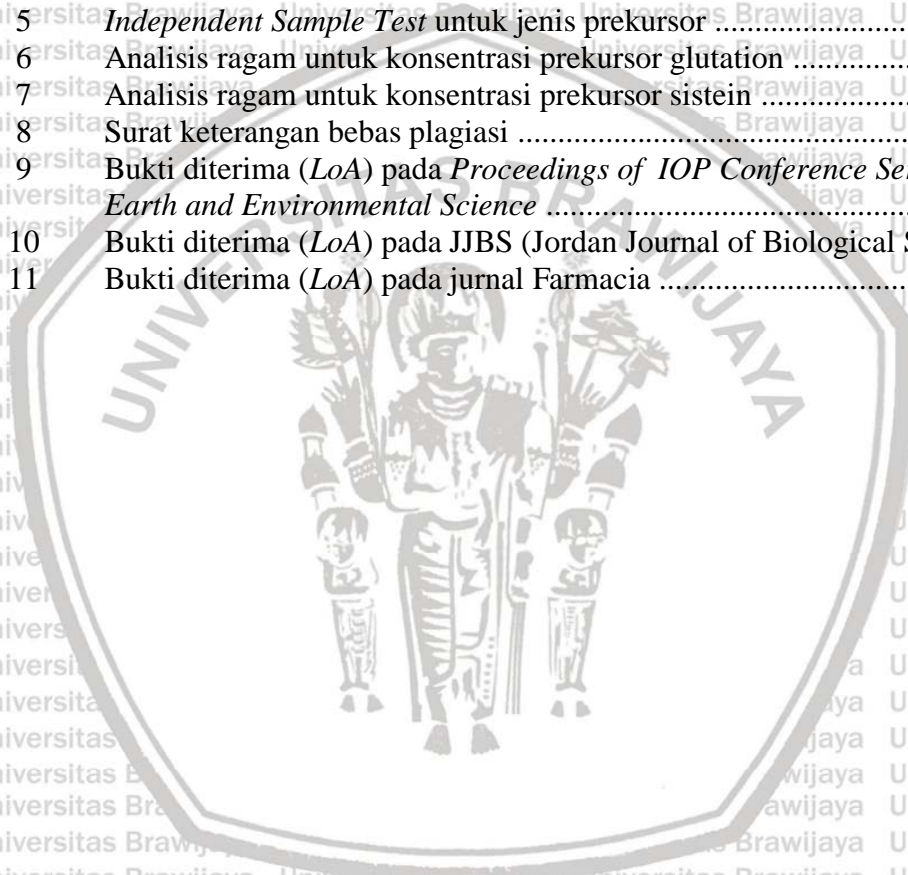 5 Independent Sample Test untuk jenis prekursor ......................
6 Analisis ragam untuk konsentrasi prekursor glutation ...............
7 Analisis ragam untuk konsentrasi prekursor sistein ..................
8 Surat keterangan bebas plagiasi ..............................................
9 Bukti diterima (LoA) pada Proceedings of IOP Conference Se
Earth and Environmental Science ...........................................
10 Bukti diterima (LoA) pada JJBS (Jordan Journal of Biological S
11 Bukti diterima (LoA) pada jurnal Farmacia .............................
UNIVERSITAS BRAWIJAYA